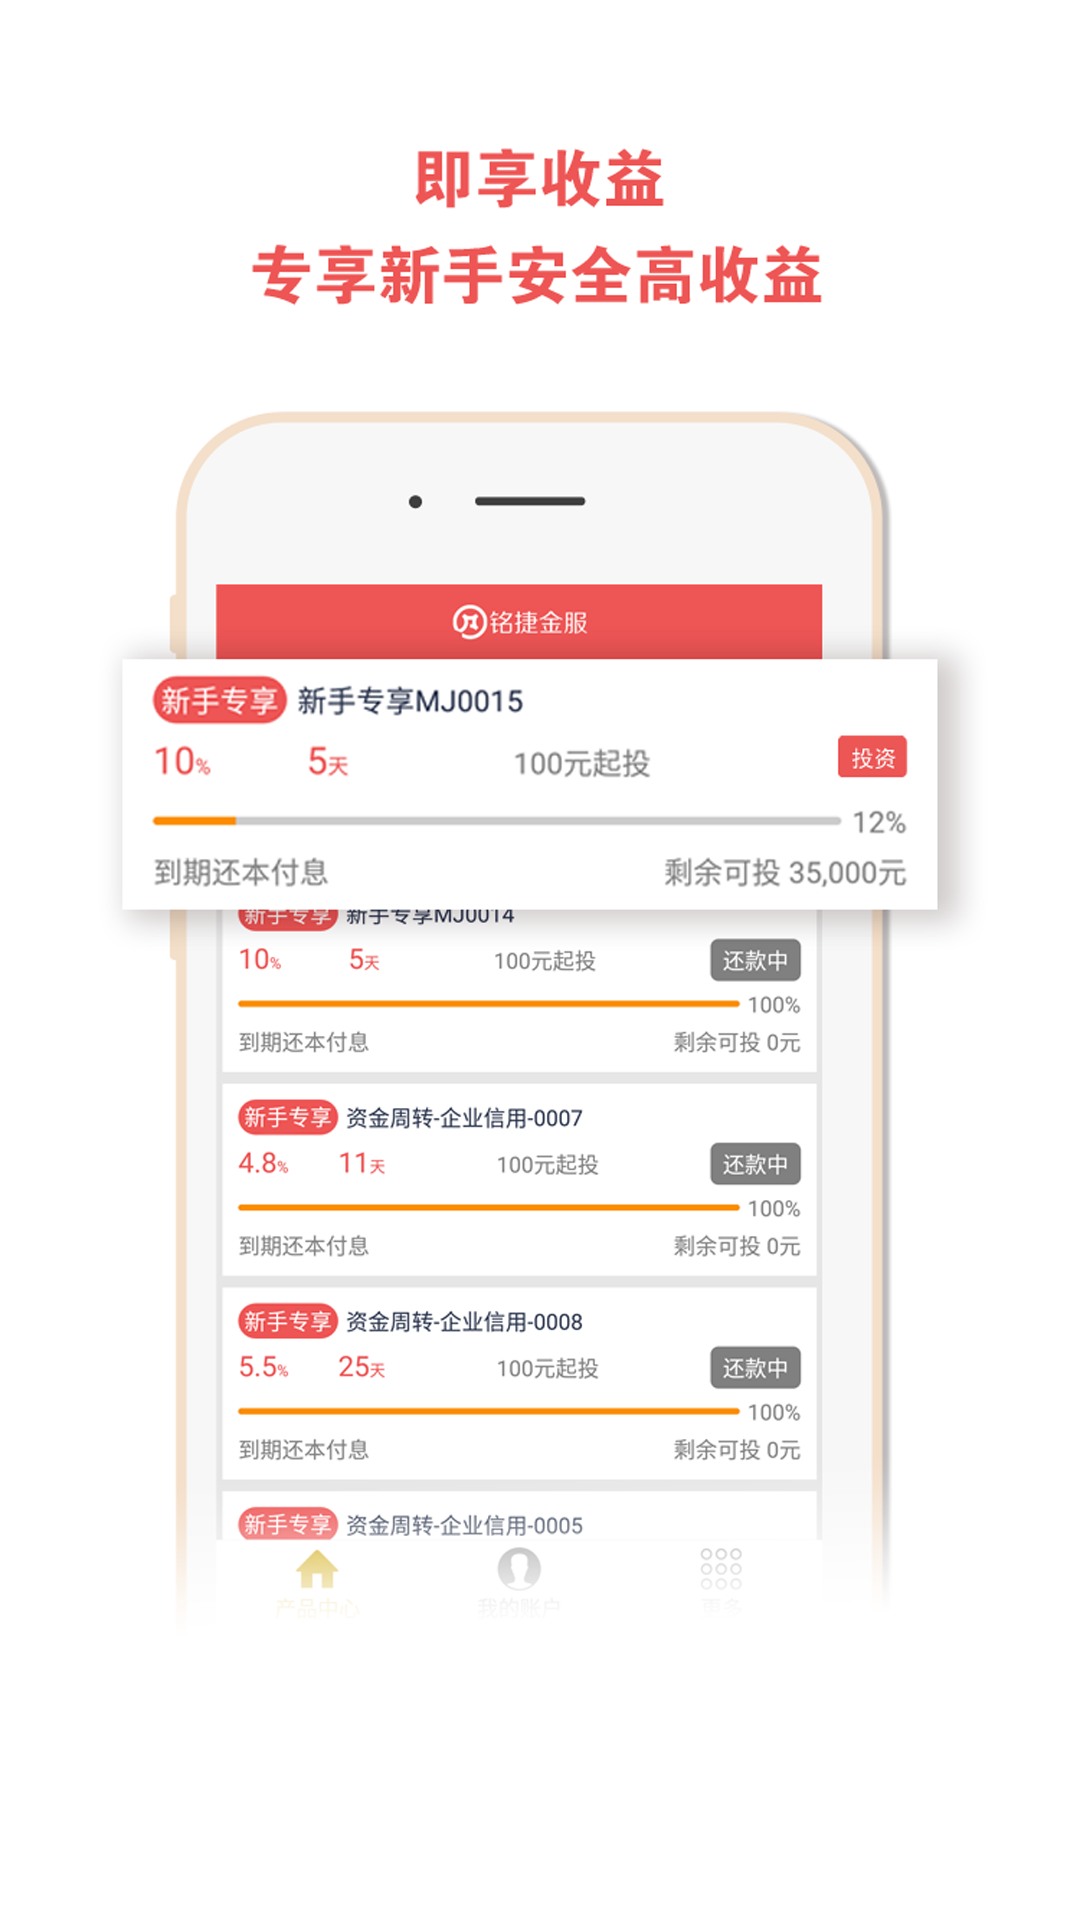 即享收益
专享新手安全高收益
铭捷金服
新手专享 新手专享MJ0015
10% 5天 100元起投 投资
12%
到期还本付息 剩余可投 35,000元
新手专享 新手专享MJ0014
10% 5天 100元起投 还款中
100%
到期还本付息 剩余可投 0元
新手专享 资金周转-企业信用-0007
4.8% 11天 100元起投 还款中
100%
到期还本付息 剩余可投 0元
新手专享 资金周转-企业信用-0008
5.5% 25天 100元起投 还款中
100%
到期还本付息 剩余可投 0元
新手专享 资金周转-企业信用-0005
产品中心 我的账户 更多